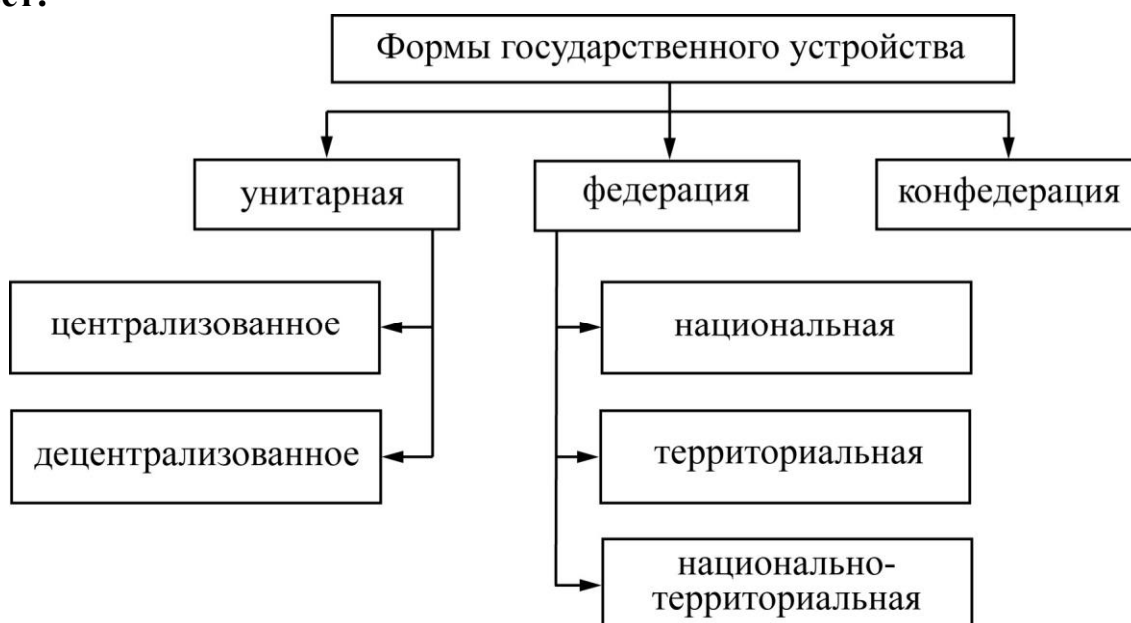 Формы государственного устройства
унитарная
федерация
конфедерация
централизованное
национальная
децентрализованное
территориальная
национально-
территориальная